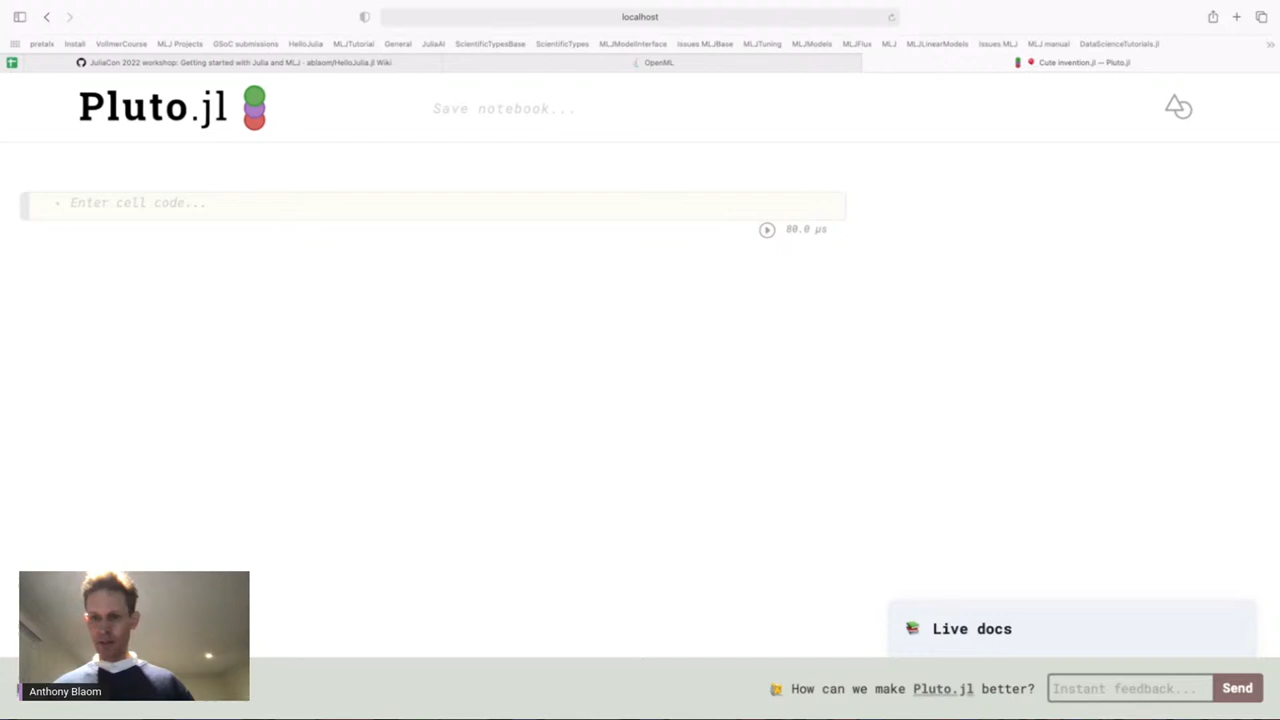 localhost
pretalx Install VollmerCourse MLJ Projects GSoC submissions HelloJulia MLJTutorial General JuliaAI ScientificTypesBase ScientificTypes MLJModelInterface Issues MLJBase MLJTuning MLJModels MLJFlux MLJ MLJLinearModels Issues MLJ MLJ manual DataScienceTutorials.jl
JuliaCon 2022 workshop: Getting started with Julia and MLJ · ablaom/HelloJulia.jl Wiki
OpenML
Cute invention.jl — Pluto.jl
Pluto.jl
Save notebook...
Enter cell code...
80.0 μs
Live docs
How can we make Pluto.jl better?
Instant feedback...
Send
Anthony Blaom